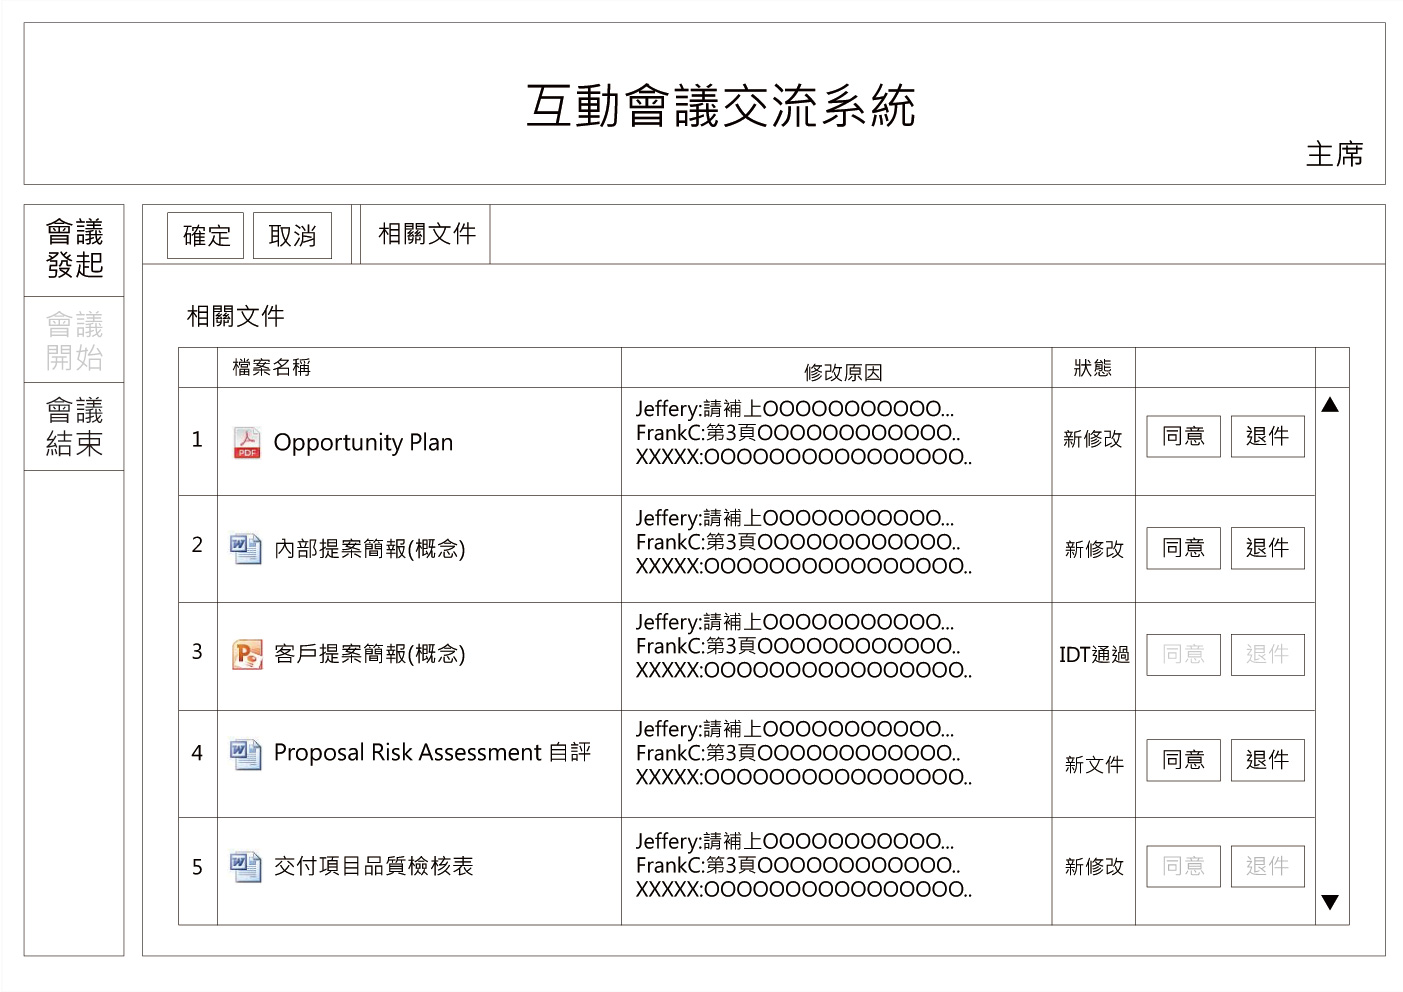 互動會議交流系統
主席
會議
發起
會議
開始
會議
結束
確定 取消 相關文件
相關文件
檔案名稱 修改原因 狀態
1 PDF Opportunity Plan
Jeffery:請補上OOOOOOOOOOO...
FrankC:第3頁OOOOOOOOOOOO..
XXXXX:OOOOOOOOOOOOOOOO..
新修改 同意 退件
2 W 內部提案簡報(概念)
Jeffery:請補上OOOOOOOOOOO...
FrankC:第3頁OOOOOOOOOOOO..
XXXXX:OOOOOOOOOOOOOOOO..
新修改 同意 退件
3 P 客戶提案簡報(概念)
Jeffery:請補上OOOOOOOOOOO...
FrankC:第3頁OOOOOOOOOOOO..
XXXXX:OOOOOOOOOOOOOOOO..
IDT通過 同意 退件
4 W Proposal Risk Assessment 自評
Jeffery:請補上OOOOOOOOOOO...
FrankC:第3頁OOOOOOOOOOOO..
XXXXX:OOOOOOOOOOOOOOOO..
新文件 同意 退件
5 W 交付項目品質檢核表
Jeffery:請補上OOOOOOOOOOO...
FrankC:第3頁OOOOOOOOOOOO..
XXXXX:OOOOOOOOOOOOOOOO..
新修改 同意 退件